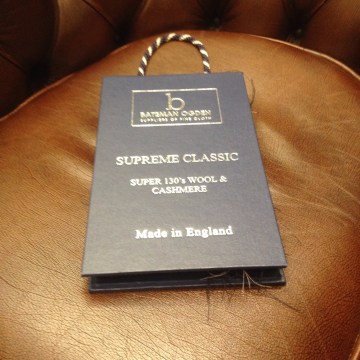 b
BATEMAN OGDEN
SUPPLIERS OF FINE CLOTH
SUPREME CLASSIC
SUPER 130's WOOL &
CASHMERE
Made in England